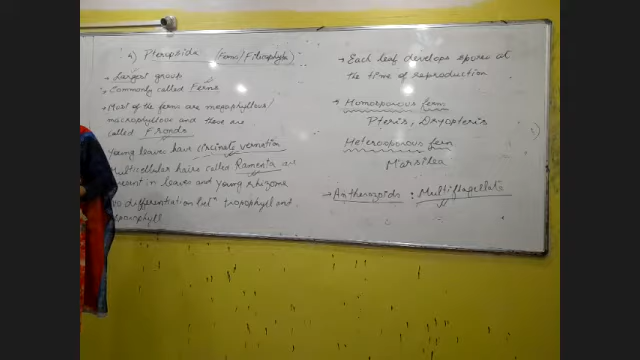 4) Pteropsida (Ferns/Filicophyta)
→ Largest group
→ Commonly called Ferns
→ Most of the ferns are megaphyllous/
macrophyllous and these are
called Fronds
Young leaves have circinate vernation
Multicellular hairs called Ramenta are
present in leaves and young rhizome
No differentiation betn tropophyll and
sporophyll
→ Each leaf develops spores at
the time of reproduction
→ Homosporous fern
Pteris, Dryopteris
Heterosporous fern
Marsilea
→ Antherozoids : Multiflagellate